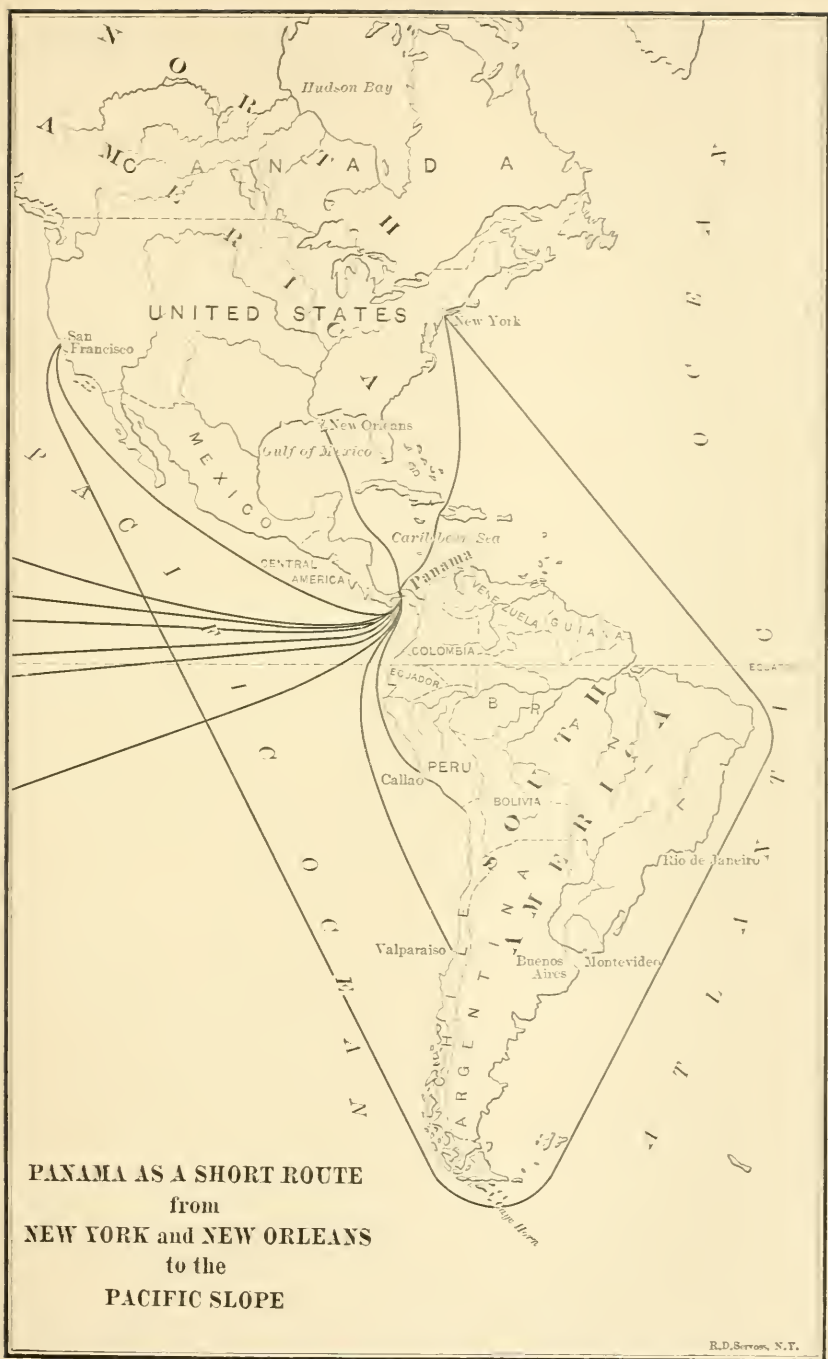 NORTH AMERICA
Hudson Bay
CANADA
UNITED STATES
San
Francisco
New York
New Orleans
Gulf of Mexico
MEXICO
Caribbean Sea
CENTRAL
AMERICA
Panama
VENEZUELA
GUIANA
COLOMBIA
EQUATOR
ECUADOR
BRAZIL
SOUTH AMERICA
PERU
Callao
BOLIVIA
Rio de Janeiro
CHILE
ARGENTINA
Valparaiso
Buenos
Aires
Montevideo
PACIFIC OCEAN
ATLANTIC OCEAN
Cape Horn
PANAMA AS A SHORT ROUTE
from
NEW YORK and NEW ORLEANS
to the
PACIFIC SLOPE
R.D.Servoss, N.Y.